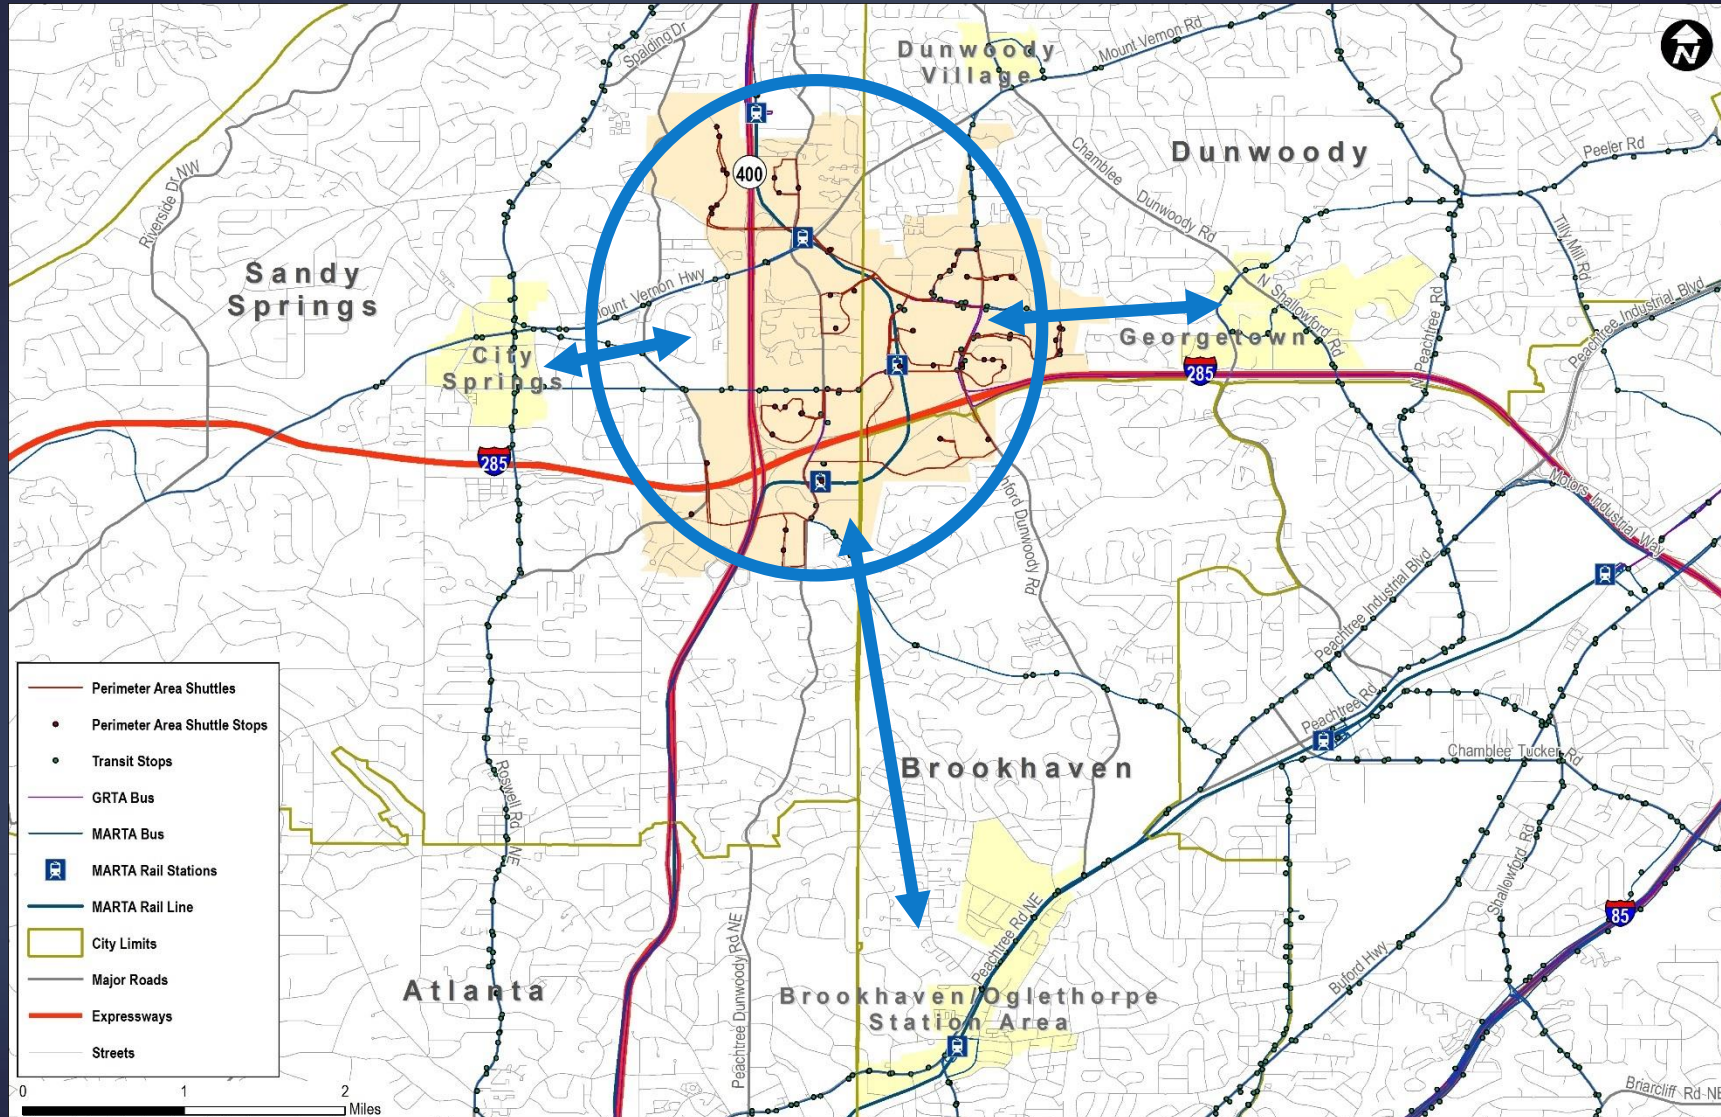 Spalding Dr
Dunwoody
Village
Mount Vernon Rd
N
Riverside Dr NW
400
Chamblee
Dunwoody Rd
Dunwoody
Peeler Rd
Tilly Mill Rd
Sandy
Springs
Mount Vernon Hwy
N Shallowford Rd
N Peachtree Rd
Peachtree Industrial Blvd
City
Springs
Georgetown
285
285
Motors Industrial Way
Dunwoody Rd
Peachtree Industrial Blvd
Peachtree Rd
Chamblee Tucker Rd
Brookhaven
Roswell Rd NE
Shallowford Rd
85
Buford Hwy
Peachtree Rd NE
Peachtree Dunwoody Rd NE
Atlanta
Brookhaven/Oglethorpe
Station Area
Briarcliff Rd NE
Perimeter Area Shuttles
Perimeter Area Shuttle Stops
Transit Stops
GRTA Bus
MARTA Bus
MARTA Rail Stations
MARTA Rail Line
City Limits
Major Roads
Expressways
Streets
0 1 2
Miles